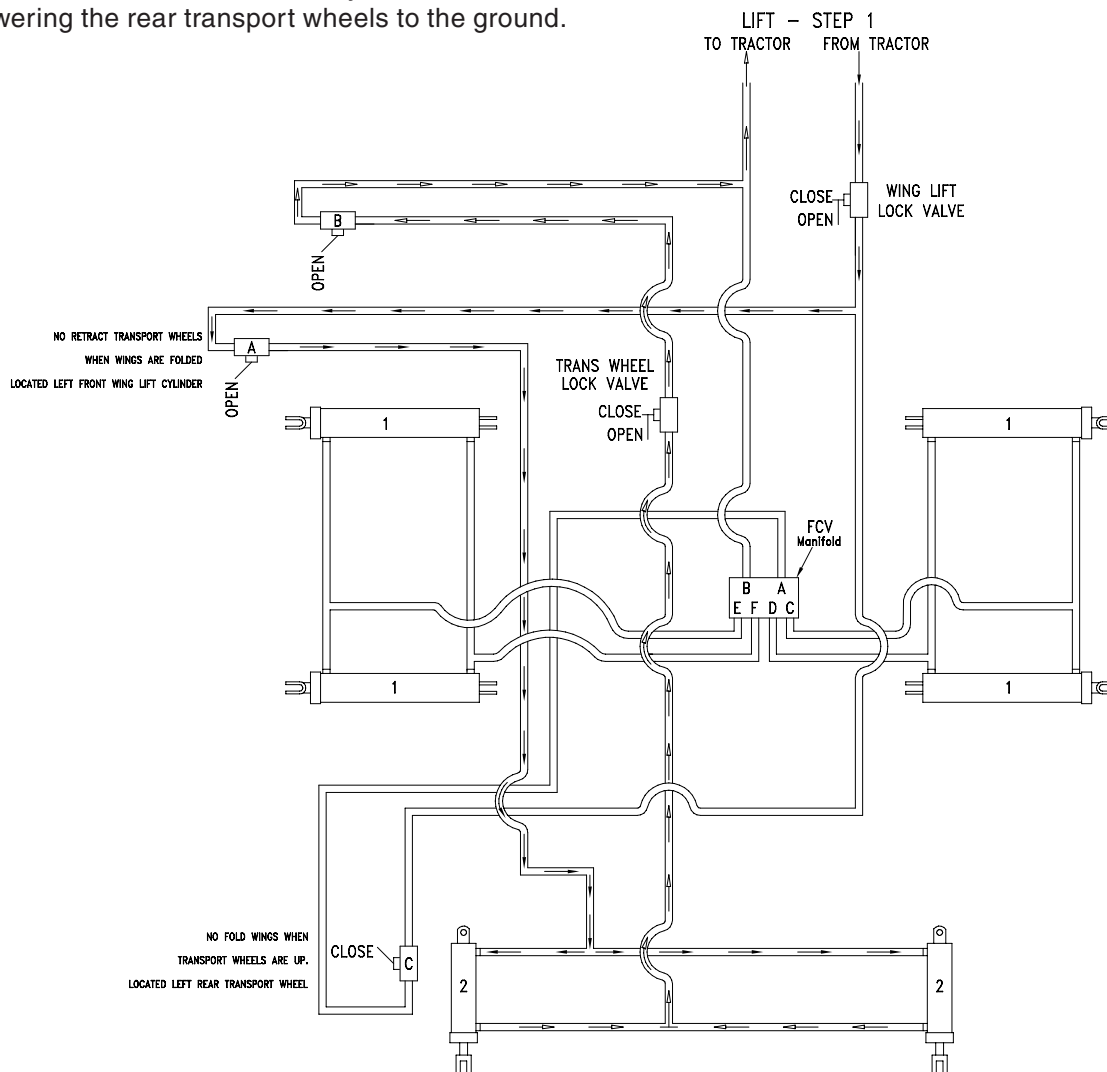 wering the rear transport wheels to the ground.
LIFT – STEP 1
TO TRACTOR FROM TRACTOR
CLOSE
OPEN
WING LIFT
LOCK VALVE
B
OPEN
NO RETRACT TRANSPORT WHEELS
WHEN WINGS ARE FOLDED
LOCATED LEFT FRONT WING LIFT CYLINDER
A
OPEN
TRANS WHEEL
LOCK VALVE
CLOSE
OPEN
1
1
FCV
Manifold
B A
E F D C
1
1
NO FOLD WINGS WHEN
TRANSPORT WHEELS ARE UP.
LOCATED LEFT REAR TRANSPORT WHEEL
CLOSE
C
2
2